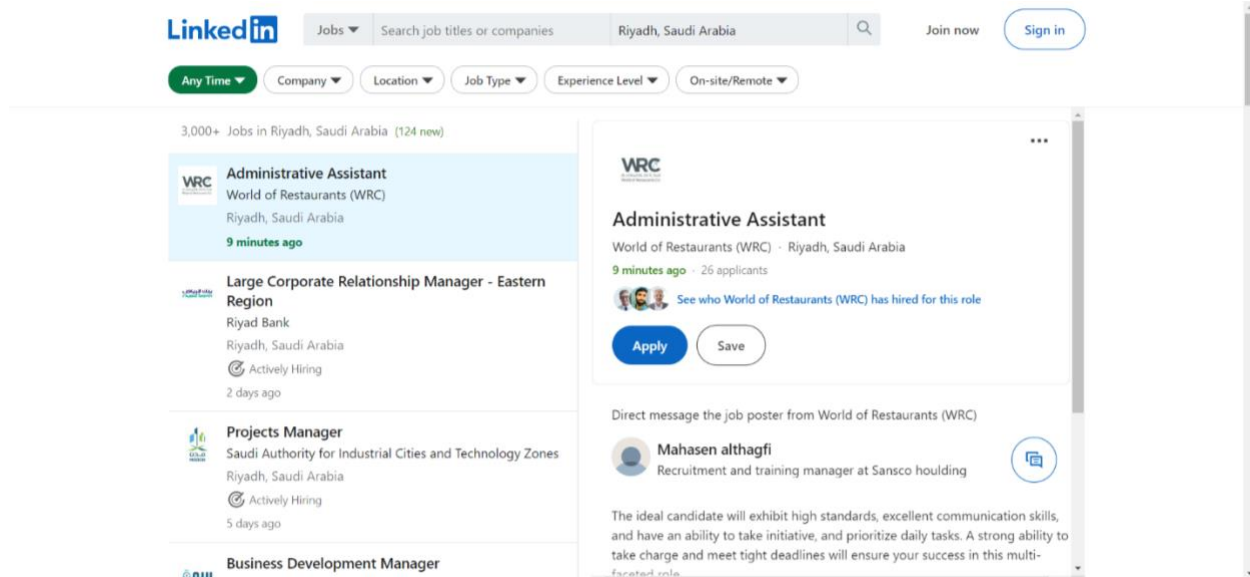 LinkedIn
Jobs
Search job titles or companies
Riyadh, Saudi Arabia
Join now
Sign in
Any Time
Company
Location
Job Type
Experience Level
On-site/Remote
3,000+ Jobs in Riyadh, Saudi Arabia (124 new)
WRC
Administrative Assistant
World of Restaurants (WRC)
Riyadh, Saudi Arabia
9 minutes ago
Large Corporate Relationship Manager - Eastern
Region
Riyad Bank
Riyadh, Saudi Arabia
Actively Hiring
2 days ago
Projects Manager
Saudi Authority for Industrial Cities and Technology Zones
Riyadh, Saudi Arabia
Actively Hiring
5 days ago
Business Development Manager
WRC
Administrative Assistant
World of Restaurants (WRC) · Riyadh, Saudi Arabia
9 minutes ago · 26 applicants
See who World of Restaurants (WRC) has hired for this role
Apply
Save
Direct message the job poster from World of Restaurants (WRC)
Mahasen althagfi
Recruitment and training manager at Sansco houlding
The ideal candidate will exhibit high standards, excellent communication skills,
and have an ability to take initiative, and prioritize daily tasks. A strong ability to
take charge and meet tight deadlines will ensure your success in this multi-
faceted role.